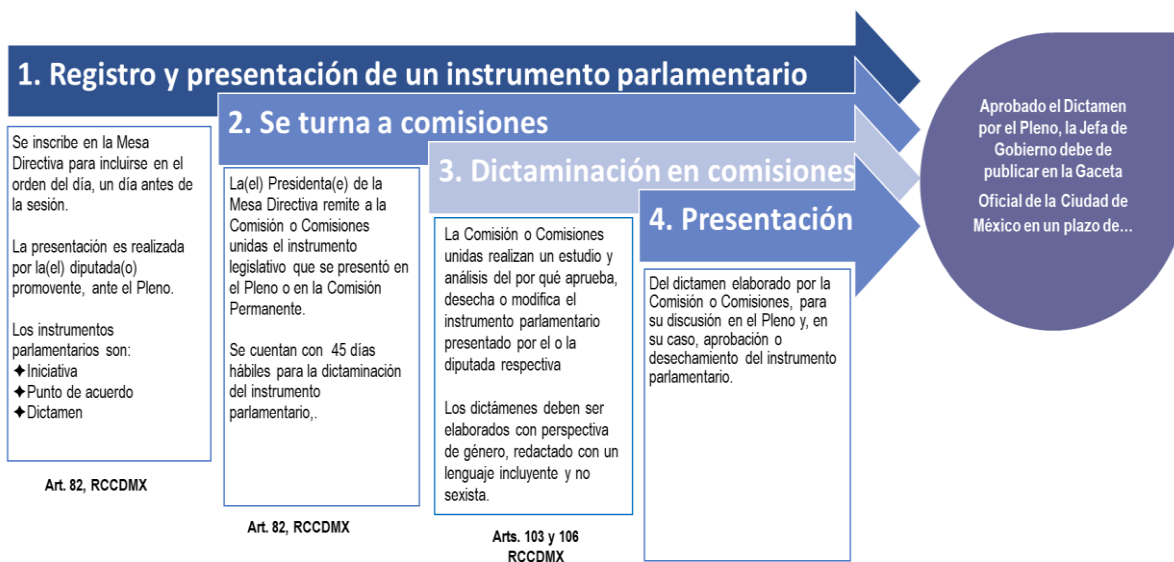 1. Registro y presentación de un instrumento parlamentario
Se inscribe en la Mesa
Directiva para incluirse en el
orden del día, un día antes de
la sesión.
La presentación es realizada
por la(el) diputada(o)
promovente, ante el Pleno.
Los instrumentos
parlamentarios son:
✦Iniciativa
✦Punto de acuerdo
✦Dictamen
Art. 82, RCCDMX
2. Se turna a comisiones
La(el) Presidenta(e) de la
Mesa Directiva remite a la
Comisión o Comisiones
unidas el instrumento
legislativo que se presentó en
el Pleno o en la Comisión
Permanente.
Se cuentan con 45 días
hábiles para la dictaminación
del instrumento
parlamentario,.
Art. 82, RCCDMX
3. Dictaminación en comisiones
La Comisión o Comisiones
unidas realizan un estudio y
análisis del por qué aprueba,
desecha o modifica el
instrumento parlamentario
presentado por el o la
diputada respectiva
Los dictámenes deben ser
elaborados con perspectiva
de género, redactado con un
lenguaje incluyente y no
sexista.
Arts. 103 y 106
RCCDMX
4. Presentación
Del dictamen elaborado por la
Comisión o Comisiones, para
su discusión en el Pleno y, en
su caso, aprobación o
desechamiento del instrumento
parlamentario.
Aprobado el Dictamen
por el Pleno, la Jefa de
Gobierno debe de
publicar en la Gaceta
Oficial de la Ciudad de
México en un plazo de...